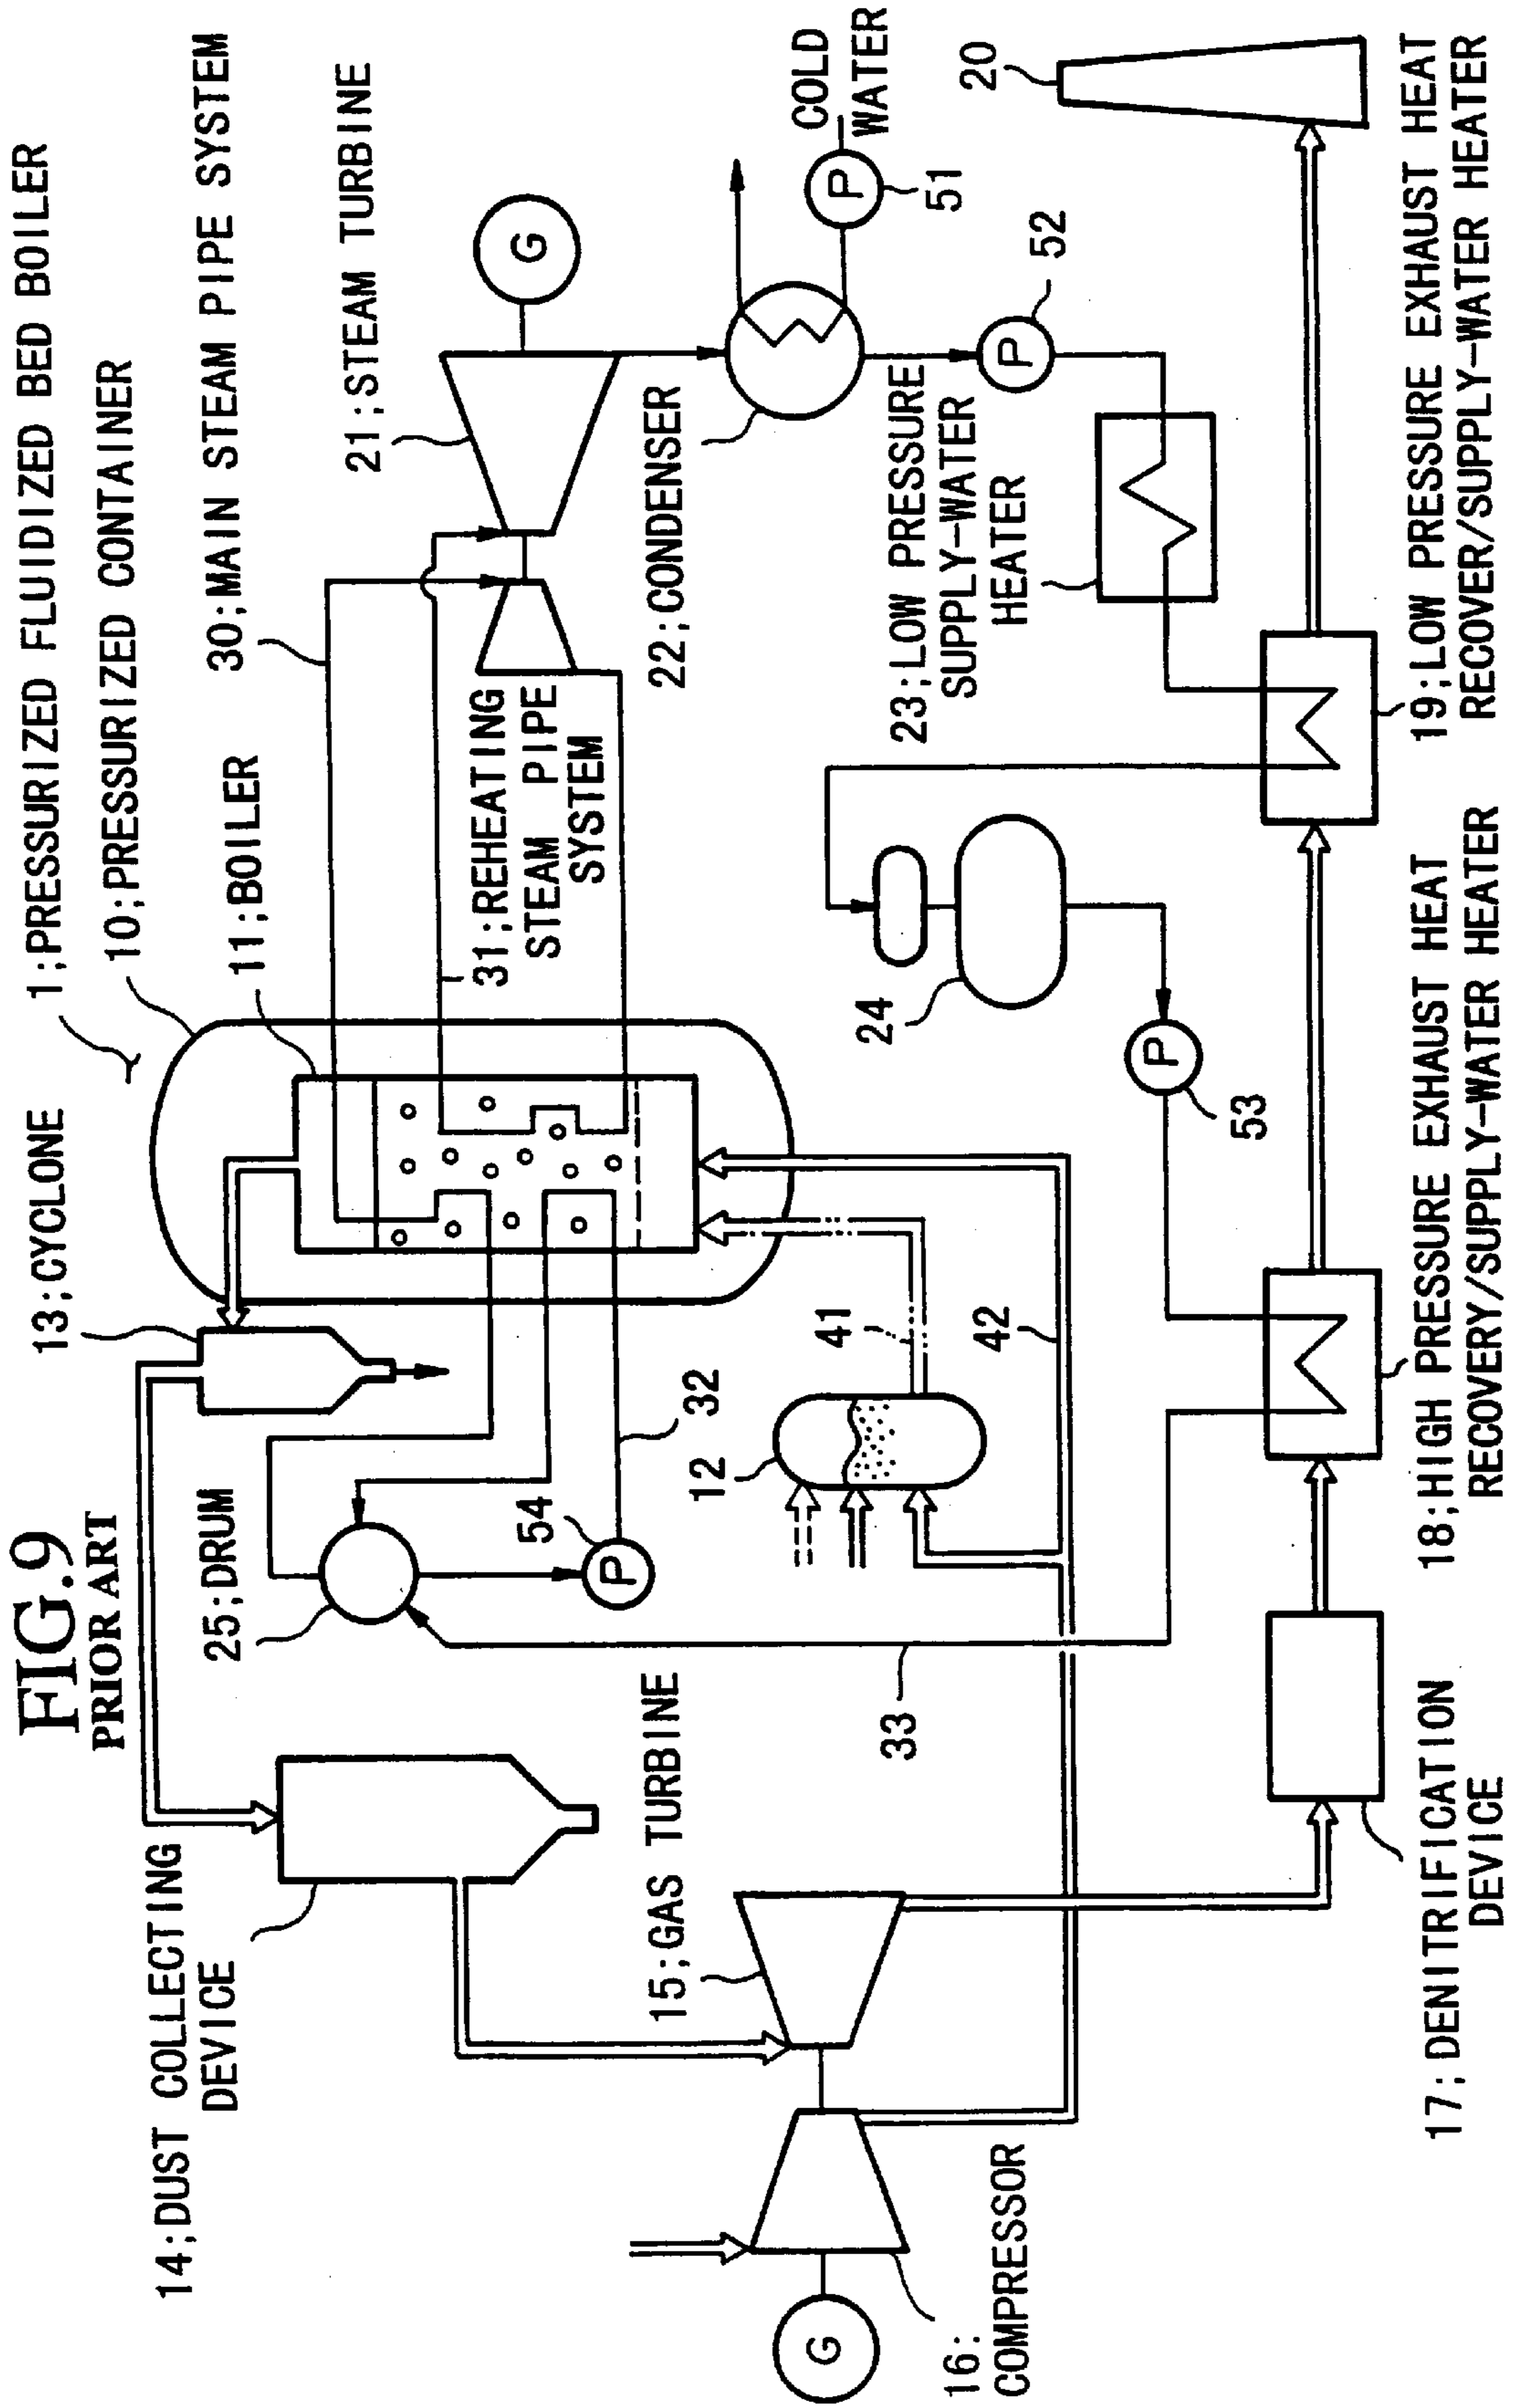 FIG.9
PRIOR ART
1;PRESSURIZED FLUIDIZED BED BOILER
10;PRESSURIZED CONTAINER
13;CYCLONE
11;BOILER
30;MAIN STEAM PIPE SYSTEM
14;DUST COLLECTING
DEVICE
25;DRUM
21;STEAM TURBINE
31;REHEATING
STEAM PIPE
SYSTEM
G
54
P
32
15;GAS TURBINE
22;CONDENSER
COLD
WATER
P
51
12
41
23;LOW PRESSURE
SUPPLY-WATER
HEATER
P
52
G
16:
COMPRESSOR
33
42
24
20
P
53
17;DENITRIFICATION
DEVICE
18;HIGH PRESSURE EXHAUST HEAT
RECOVERY/SUPPLY-WATER HEATER
19;LOW PRESSURE EXHAUST HEAT
RECOVER/SUPPLY-WATER HEATER